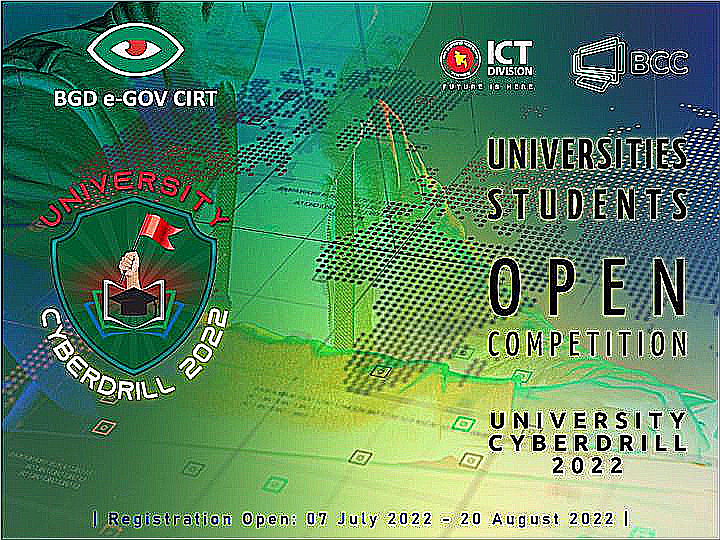 BGD e-GOV CIRT
ICT
DIVISION
FUTURE IS HERE
BCC
UNIVERSITY
CYBERDRILL 2022
UNIVERSITIES
STUDENTS
OPEN
COMPETITION
UNIVERSITY
CYBERDRILL
2022
| Registration Open: 07 July 2022 – 20 August 2022 |